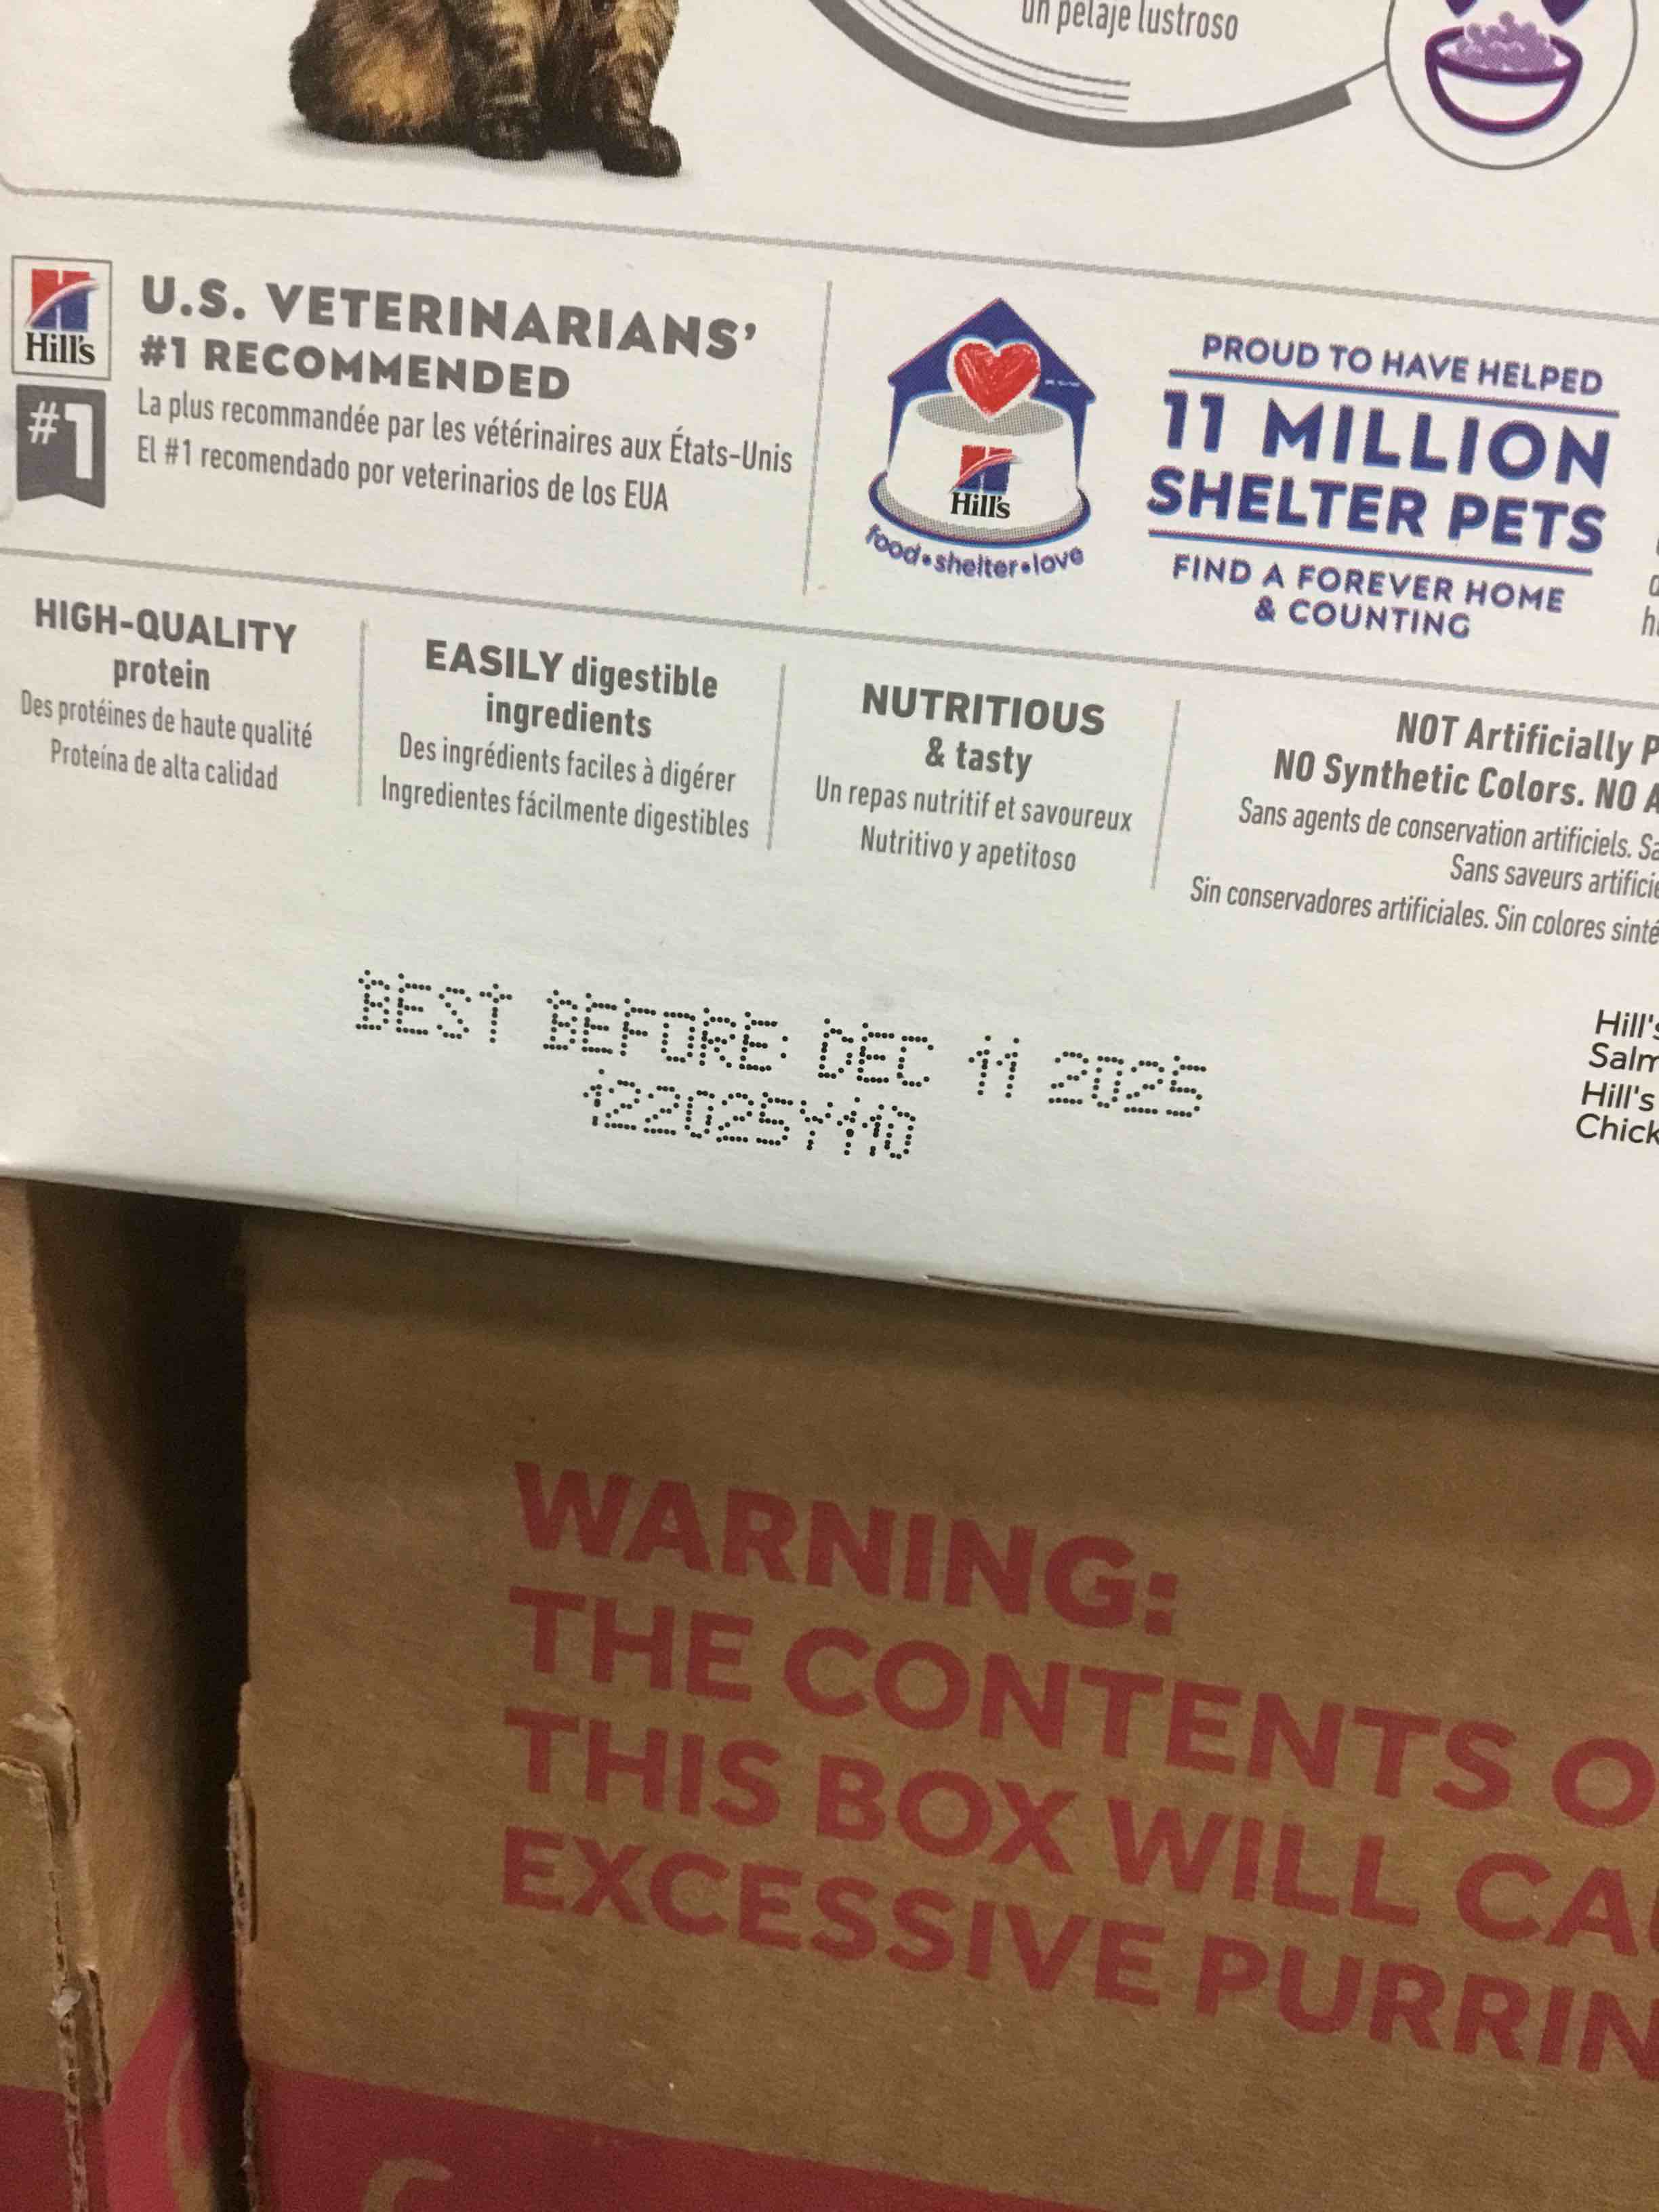 un pelaje lustroso
Hill's
#1
U.S. VETERINARIANS'
#1 RECOMMENDED
La plus recommandée par les vétérinaires aux États-Unis
El #1 recomendado por veterinarios de los EUA
Hill's
food•shelter•love
PROUD TO HAVE HELPED
11 MILLION
SHELTER PETS
FIND A FOREVER HOME
& COUNTING
HIGH-QUALITY
protein
Des protéines de haute qualité
Proteína de alta calidad
EASILY digestible
ingredients
Des ingrédients faciles à digérer
Ingredientes fácilmente digestibles
NUTRITIOUS
& tasty
Un repas nutritif et savoureux
Nutritivo y apetitoso
NOT Artificially
NO Synthetic Colors. NO
Sans agents de conservation artificiels.
Sans saveurs
Sin conservadores artificiales. Sin colores
BEST BEFORE: DEC 11 2025
122025Y110
Hill's
Hill's
WARNING:
THE CONTENTS
THIS BOX WILL
EXCESSIVE